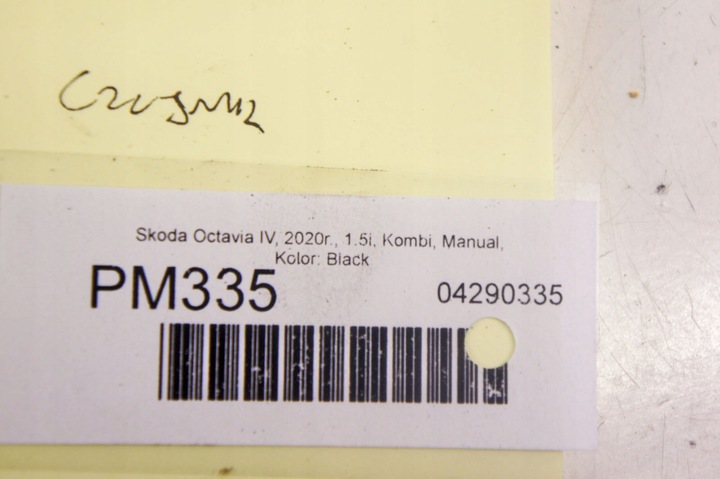 Skoda Octavia IV, 2020r., 1.5i, Kombi, Manual,
Kolor: Black
PM335
04290335